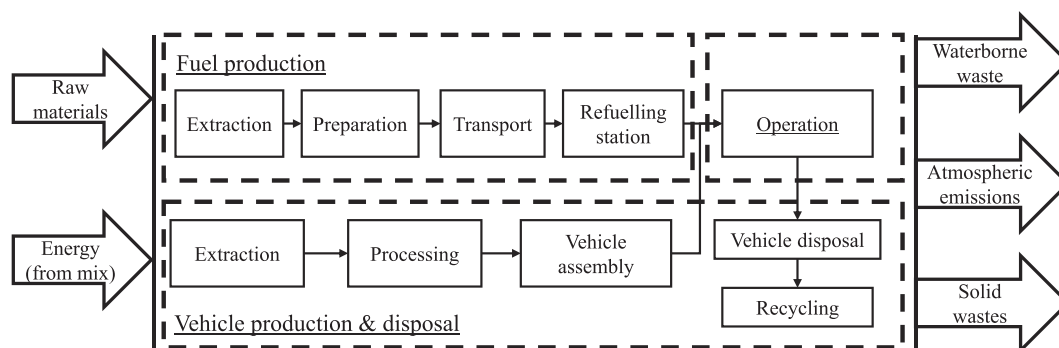 Raw
materials
Energy
(from mix)
Fuel production
Extraction
Preparation
Transport
Refuelling
station
Operation
Extraction
Processing
Vehicle
assembly
Vehicle disposal
Recycling
Vehicle production & disposal
Waterborne
waste
Atmospheric
emissions
Solid
wastes